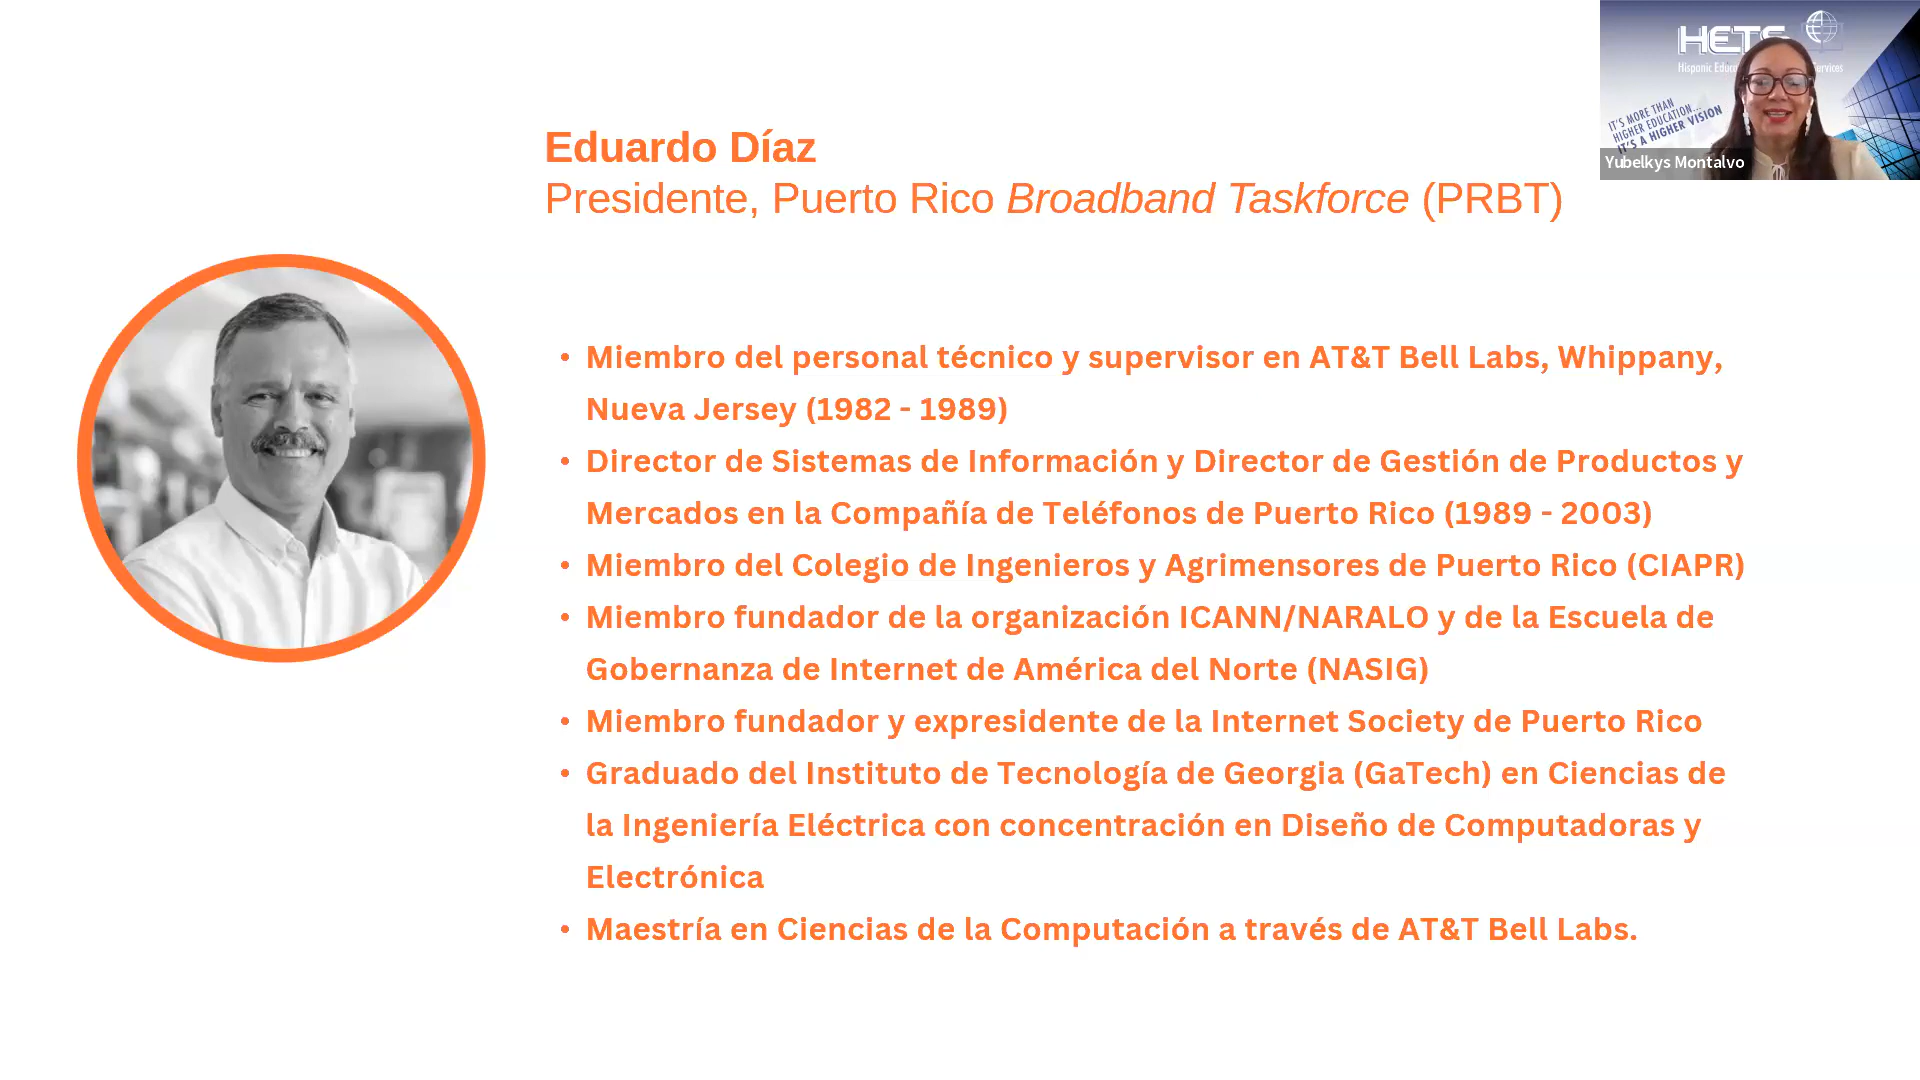 Eduardo Díaz
Presidente, Puerto Rico Broadband Taskforce (PRBT)
• Miembro del personal técnico y supervisor en AT&T Bell Labs, Whippany,
Nueva Jersey (1982 - 1989)
• Director de Sistemas de Información y Director de Gestión de Productos y
Mercados en la Compañía de Teléfonos de Puerto Rico (1989 - 2003)
• Miembro del Colegio de Ingenieros y Agrimensores de Puerto Rico (CIAPR)
• Miembro fundador de la organización ICANN/NARALO y de la Escuela de
Gobernanza de Internet de América del Norte (NASIG)
• Miembro fundador y expresidente de la Internet Society de Puerto Rico
• Graduado del Instituto de Tecnología de Georgia (GaTech) en Ciencias de
la Ingeniería Eléctrica con concentración en Diseño de Computadoras y
Electrónica
• Maestría en Ciencias de la Computación a través de AT&T Bell Labs.
HETS
Hispanic
IT'S MORE THAN
HIGHER EDUCATION...
IT'S A HIGHER VISION
Yubelkys Montalvo